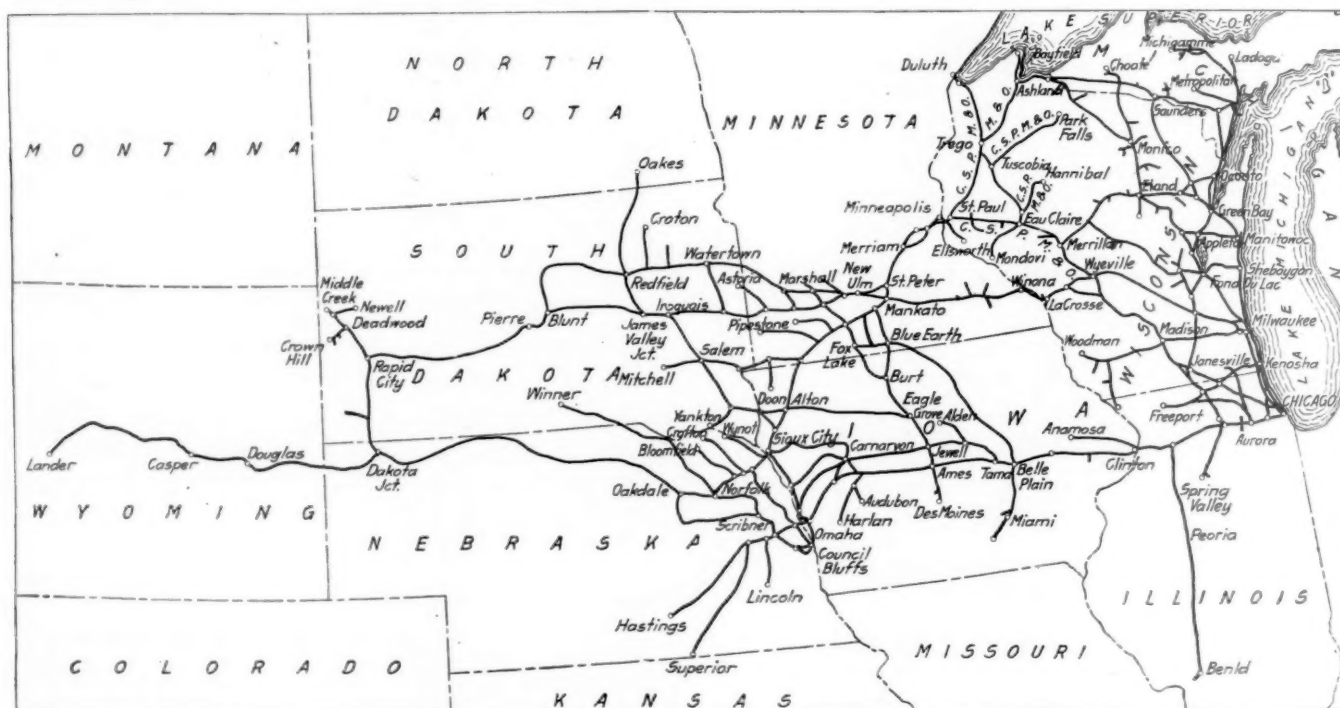 LAKE SUPERIOR
NORTH
DAKOTA
MONTANA
MINNESOTA
Duluth
Bayfield
Ashland
Michigamme
Choate
Ladoga
Metropolitan
Saunders
MICHIGAN
M. & O.
M. & O.
C. S. P. M. & O.
Park
Falls
Trego
Tuscobia
C. S. P.
Hannibal
C. S. P.
M. & O.
Monico
Eland
Oconto
Green Bay
Oakes
Croton
Minneapolis
St. Paul
Eau Claire
C. S. P. M. & O.
Ellsworth
Mondovi
Merrillan
Appleton
Manitowoc
SOUTH
Watertown
Merriam
Wyeville
Sheboygan
Fond Du Lac
Redfield
Astoria
Marshall
New
Ulm
St. Peter
Winona
LaCrosse
WISCONSIN
LAKE MICHIGAN
Middle
Creek
Newell
Deadwood
Crown
Hill
Pierre
Blunt
James
Valley Jct.
Iroquois
Pipestone
Mankato
Madison
Milwaukee
Woodman
Rapid
City
DAKOTA
Salem
Mitchell
Fox
Lake
Blue Earth
Burt
Janesville
Kenosha
Winner
Doon
Alton
Eagle
Grove
Alden
CHICAGO
Freeport
Aurora
Yankton
Crofton
Wynot
Bloomfield
Sioux City
IOWA
Carnarvon
Jewell
Anamosa
Clinton
Lander
Casper
Douglas
Dakota
Jct.
Oakdale
Norfolk
Ames
Tama
Belle
Plain
Audubon
Harlan
Des Moines
Miami
Spring
Valley
WYOMING
NEBRASKA
Scribner
Omaha
Council
Bluffs
Peoria
Lincoln
ILLINOIS
Hastings
COLORADO
Superior
MISSOURI
Benld
KANSAS